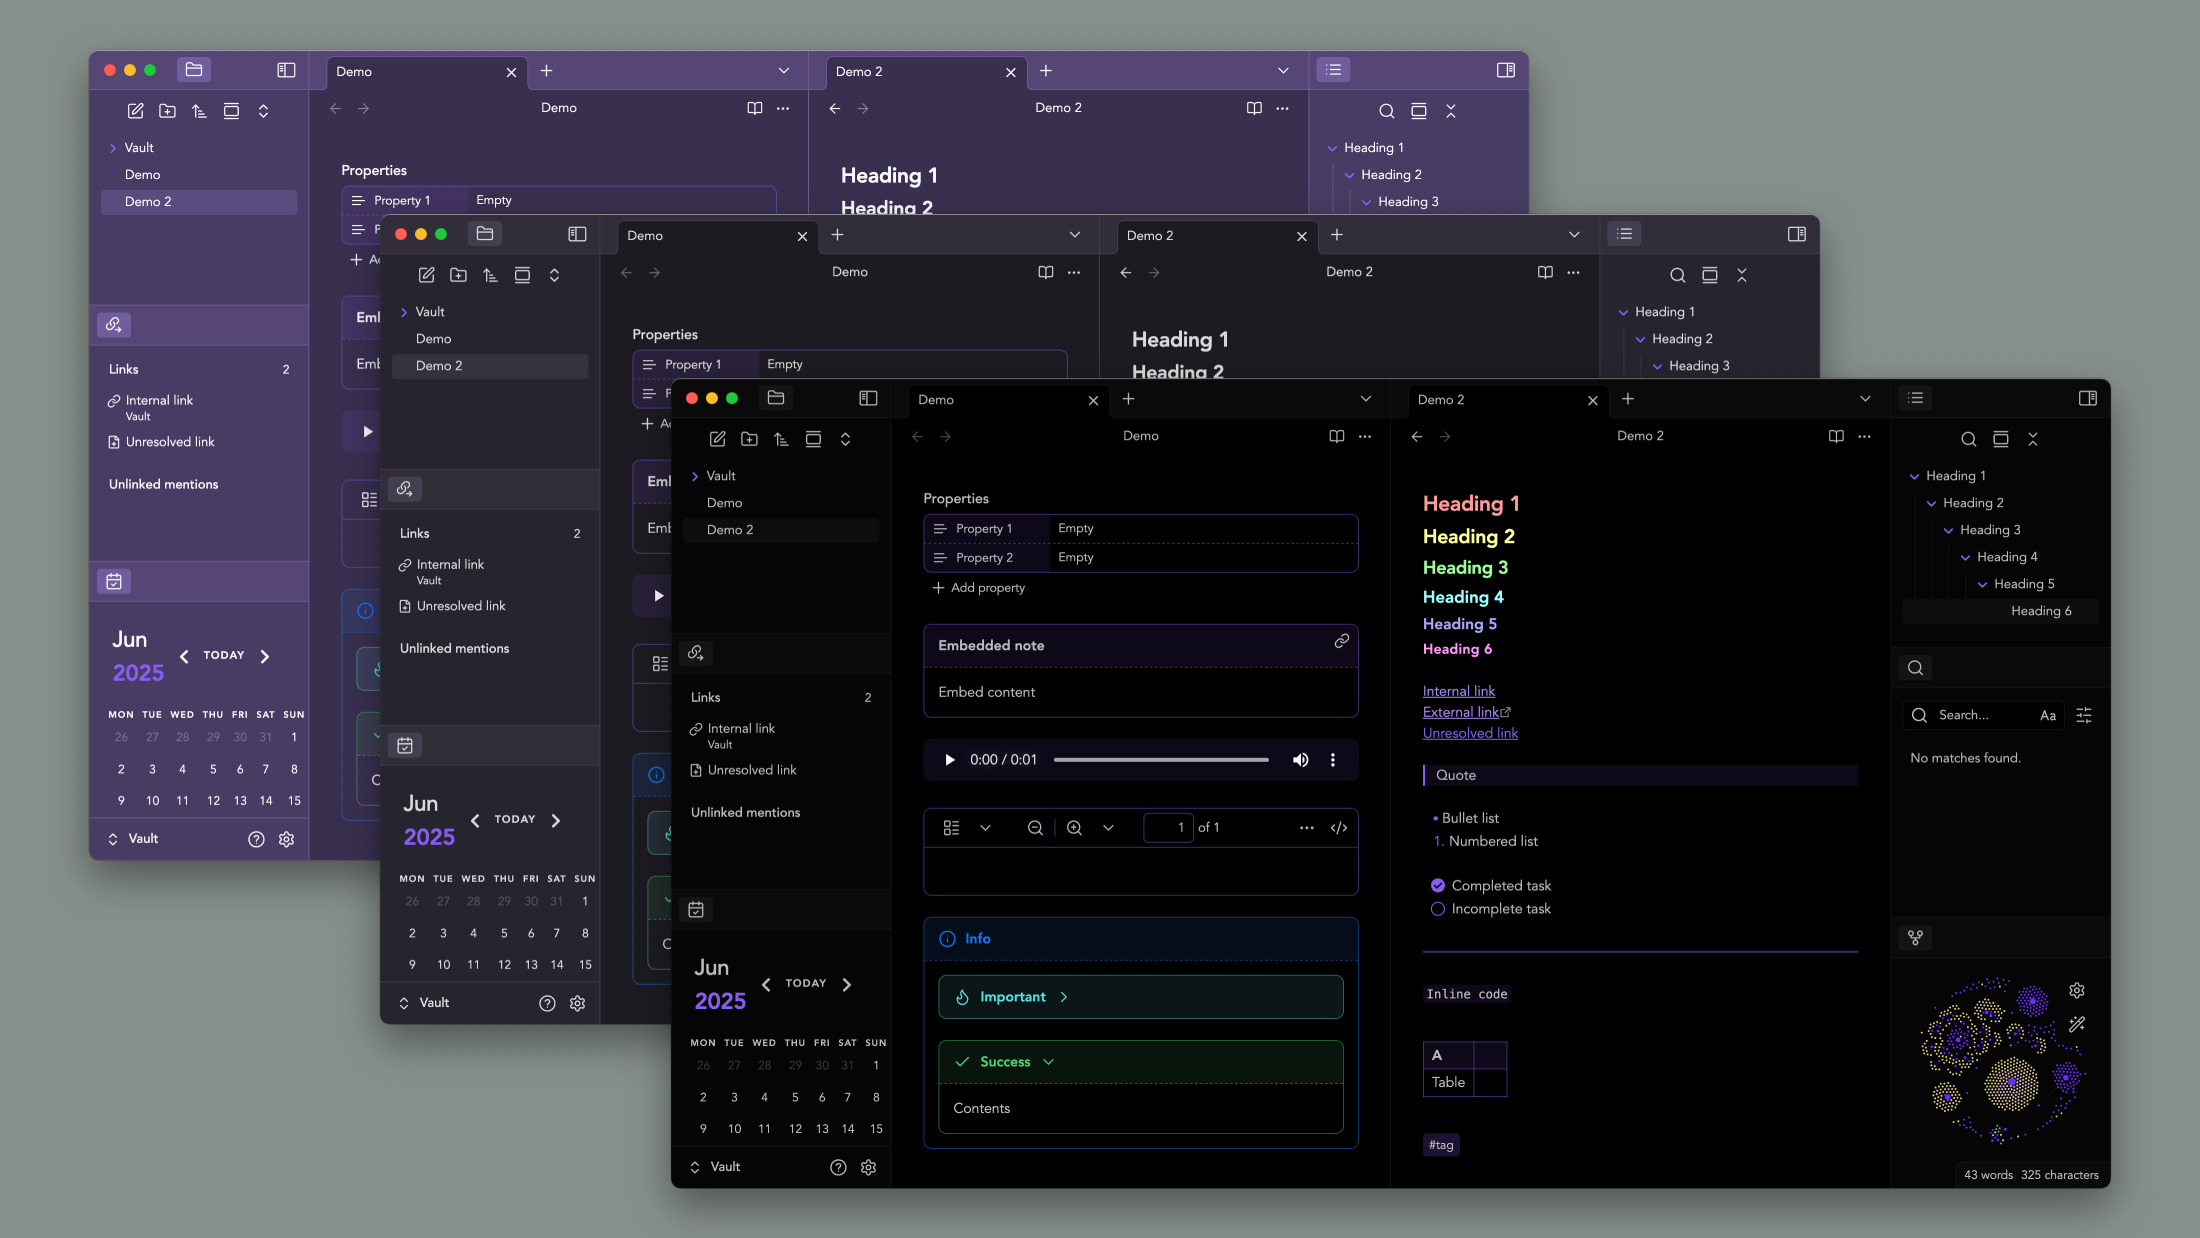 Demo
Demo 2
Demo
Demo 2
Vault
Demo
Demo 2
Properties
Property 1
Empty
Heading 1
Heading 2
Heading 1
Heading 2
Heading 3
Links 2
Internal link
Vault
Unresolved link
Unlinked mentions
Jun
2025
TODAY
MON TUE WED THU FRI SAT SUN
26 27 28 29 30 31 1
2 3 4 5 6 7 8
9 10 11 12 13 14 15
Vault
Demo
Demo 2
Demo
Demo 2
Vault
Demo
Demo 2
Properties
Property 1
Empty
Heading 1
Heading 2
Heading 1
Heading 2
Heading 3
Links 2
Internal link
Vault
Unresolved link
Unlinked mentions
Jun
2025
TODAY
MON TUE WED THU FRI SAT SUN
26 27 28 29 30 31 1
2 3 4 5 6 7 8
9 10 11 12 13 14 15
Vault
Demo
Demo 2
Demo
Demo 2
Vault
Demo
Demo 2
Links 2
Internal link
Vault
Unresolved link
Unlinked mentions
Jun
2025
TODAY
MON TUE WED THU FRI SAT SUN
26 27 28 29 30 31 1
2 3 4 5 6 7 8
9 10 11 12 13 14 15
Vault
Properties
Property 1 Empty
Property 2 Empty
Add property
Embedded note
Embed content
0:00 / 0:01
1 of 1
Info
Important
Success
Contents
Heading 1
Heading 2
Heading 3
Heading 4
Heading 5
Heading 6
Internal link
External link
Unresolved link
Quote
• Bullet list
1. Numbered list
Completed task
Incomplete task
Inline code
A
Table
#tag
Heading 1
Heading 2
Heading 3
Heading 4
Heading 5
Heading 6
Search... Aa
No matches found.
43 words 325 characters